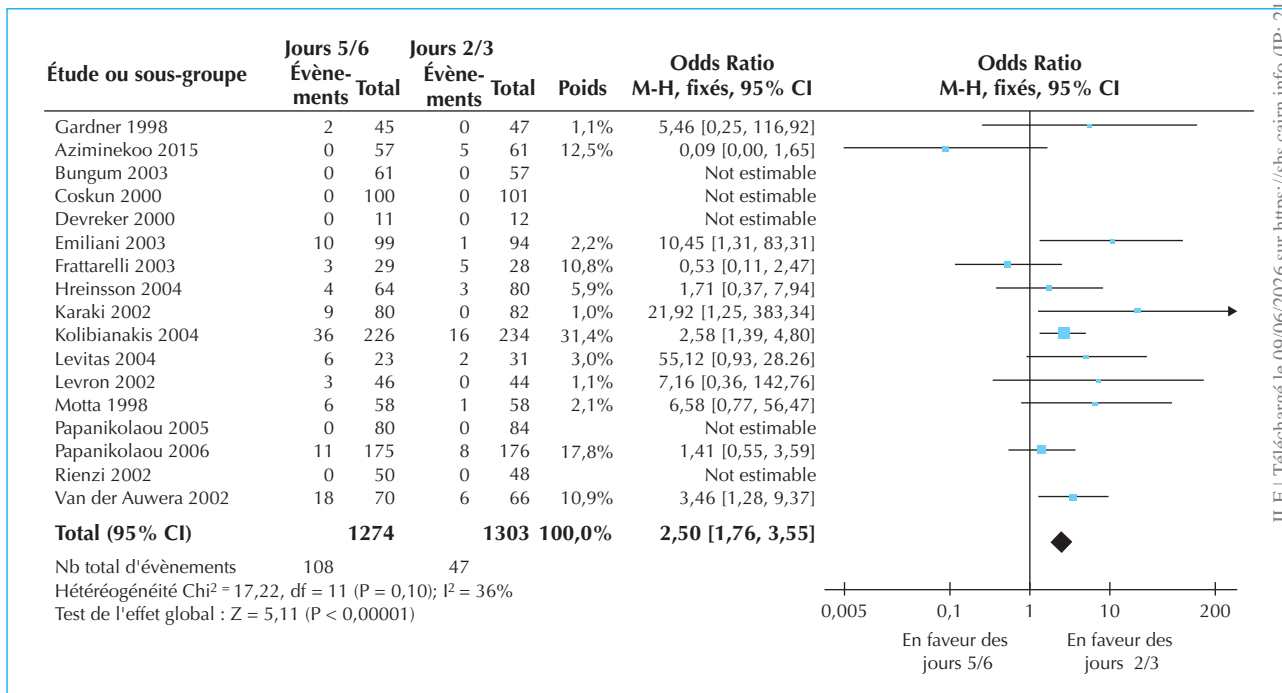 Jours 5/6 Jours 2/3
Étude ou sous-groupe Évène-ments Total Évène-ments Total Poids Odds Ratio M-H, fixés, 95% CI Odds Ratio M-H, fixés, 95% CI
Gardner 1998 2 45 0 47 1,1% 5,46 [0,25, 116,92]
Aziminekoo 2015 0 57 5 61 12,5% 0,09 [0,00, 1,65]
Bungum 2003 0 61 0 57 Not estimable
Coskun 2000 0 100 0 101 Not estimable
Devreker 2000 0 11 0 12 Not estimable
Emiliani 2003 10 99 1 94 2,2% 10,45 [1,31, 83,31]
Frattarelli 2003 3 29 5 28 10,8% 0,53 [0,11, 2,47]
Hreinsson 2004 4 64 3 80 5,9% 1,71 [0,37, 7,94]
Karaki 2002 9 80 0 82 1,0% 21,92 [1,25, 383,34]
Kolibianakis 2004 36 226 16 234 31,4% 2,58 [1,39, 4,80]
Levitas 2004 6 23 2 31 3,0% 55,12 [0,93, 28.26]
Levron 2002 3 46 0 44 1,1% 7,16 [0,36, 142,76]
Motta 1998 6 58 1 58 2,1% 6,58 [0,77, 56,47]
Papanikolaou 2005 0 80 0 84 Not estimable
Papanikolaou 2006 11 175 8 176 17,8% 1,41 [0,55, 3,59]
Rienzi 2002 0 50 0 48 Not estimable
Van der Auwera 2002 18 70 6 66 10,9% 3,46 [1,28, 9,37]
Total (95% CI) 1274 1303 100,0% 2,50 [1,76, 3,55]
Nb total d'évènements 108 47
Hétéréogénéité Chi² = 17,22, df = 11 (P = 0,10); I² = 36%
Test de l'effet global : Z = 5,11 (P < 0,00001)
0,005 0,1 1 10 200
En faveur des jours 5/6
En faveur des jours 2/3
Téléchargé le 09/06/2026 sur https://shs.cairn.info (IP: 21